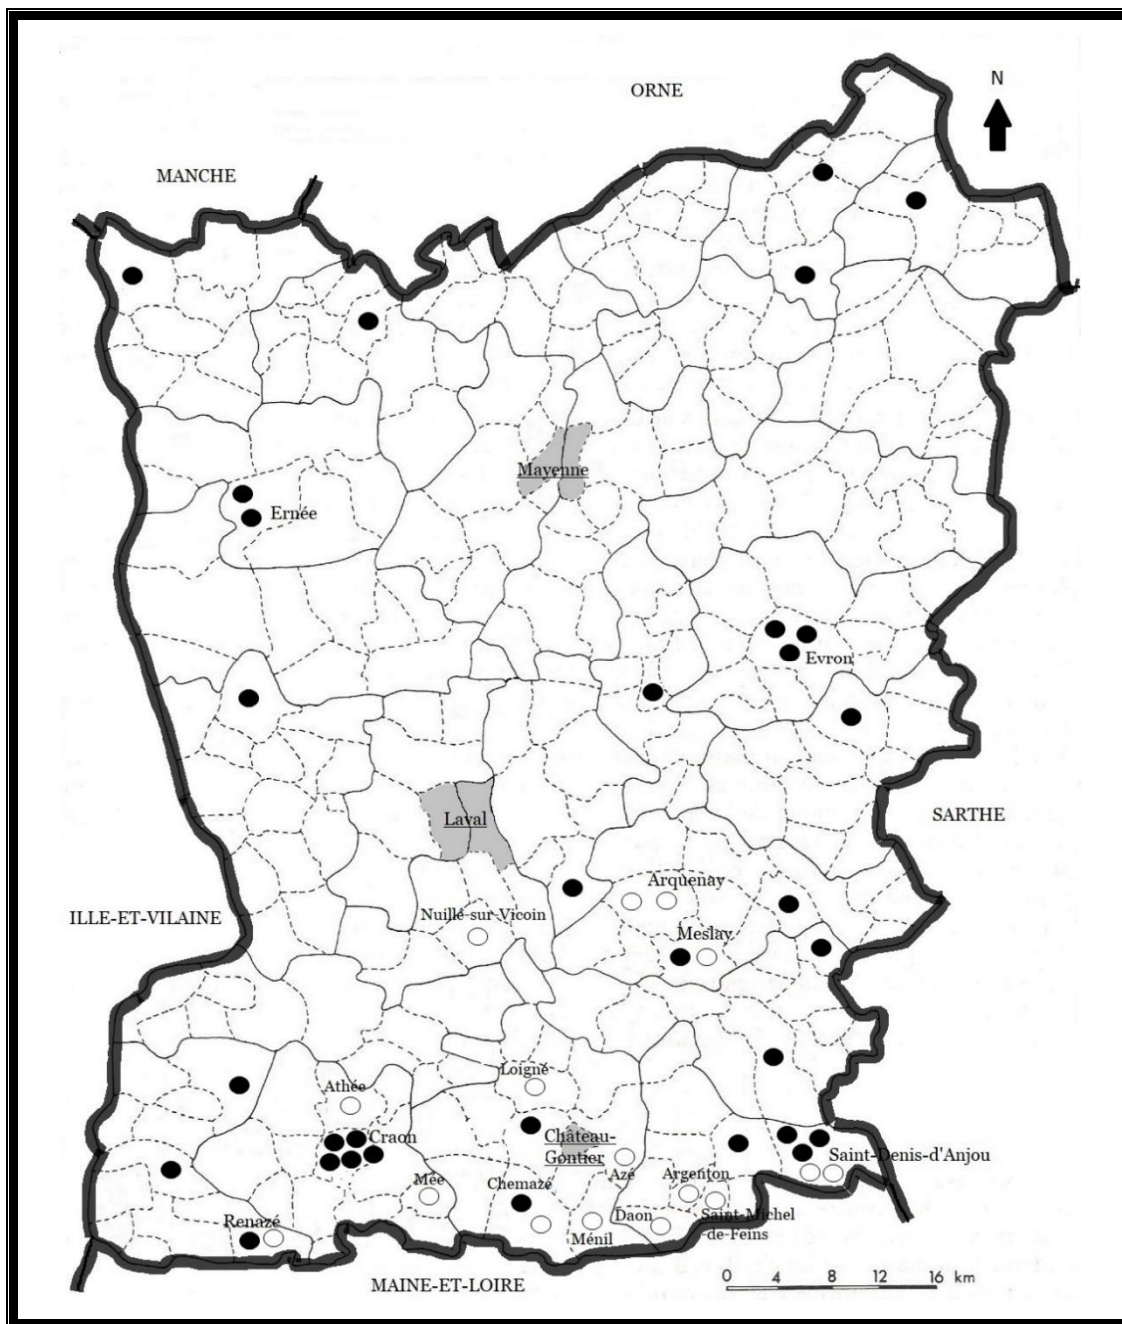 ORNE
N
MANCHE
Mayenne
Ernée
Evron
Laval
SARTHE
Arquenay
Nuillé-sur-Vicoin
ILLE-ET-VILAINE
Meslay
Loigné
Athée
Craon
Château-
Gontier
Saint-Denis-d'Anjou
Azé
Argenton
Mée
Chemazé
Saint-Michel
-de-Feins
Daon
Renazé
Ménil
MAINE-ET-LOIRE
0 4 8 12 16 km